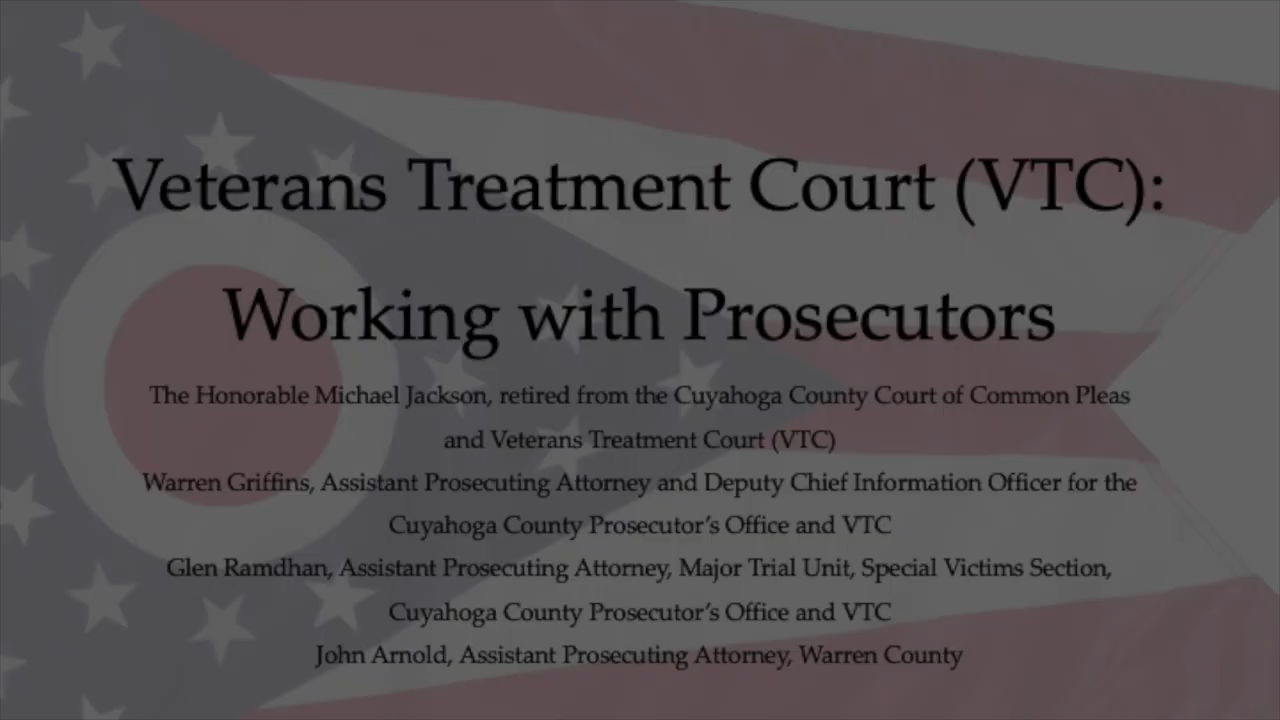 Veterans Treatment Court (VTC):
Working with Prosecutors
The Honorable Michael Jackson, retired from the Cuyahoga County Court of Common Pleas
and Veterans Treatment Court (VTC)
Warren Griffins, Assistant Prosecuting Attorney and Deputy Chief Information Officer for the
Cuyahoga County Prosecutor's Office and VTC
Glen Ramdhan, Assistant Prosecuting Attorney, Major Trial Unit, Special Victims Section,
Cuyahoga County Prosecutor's Office and VTC
John Arnold, Assistant Prosecuting Attorney, Warren County